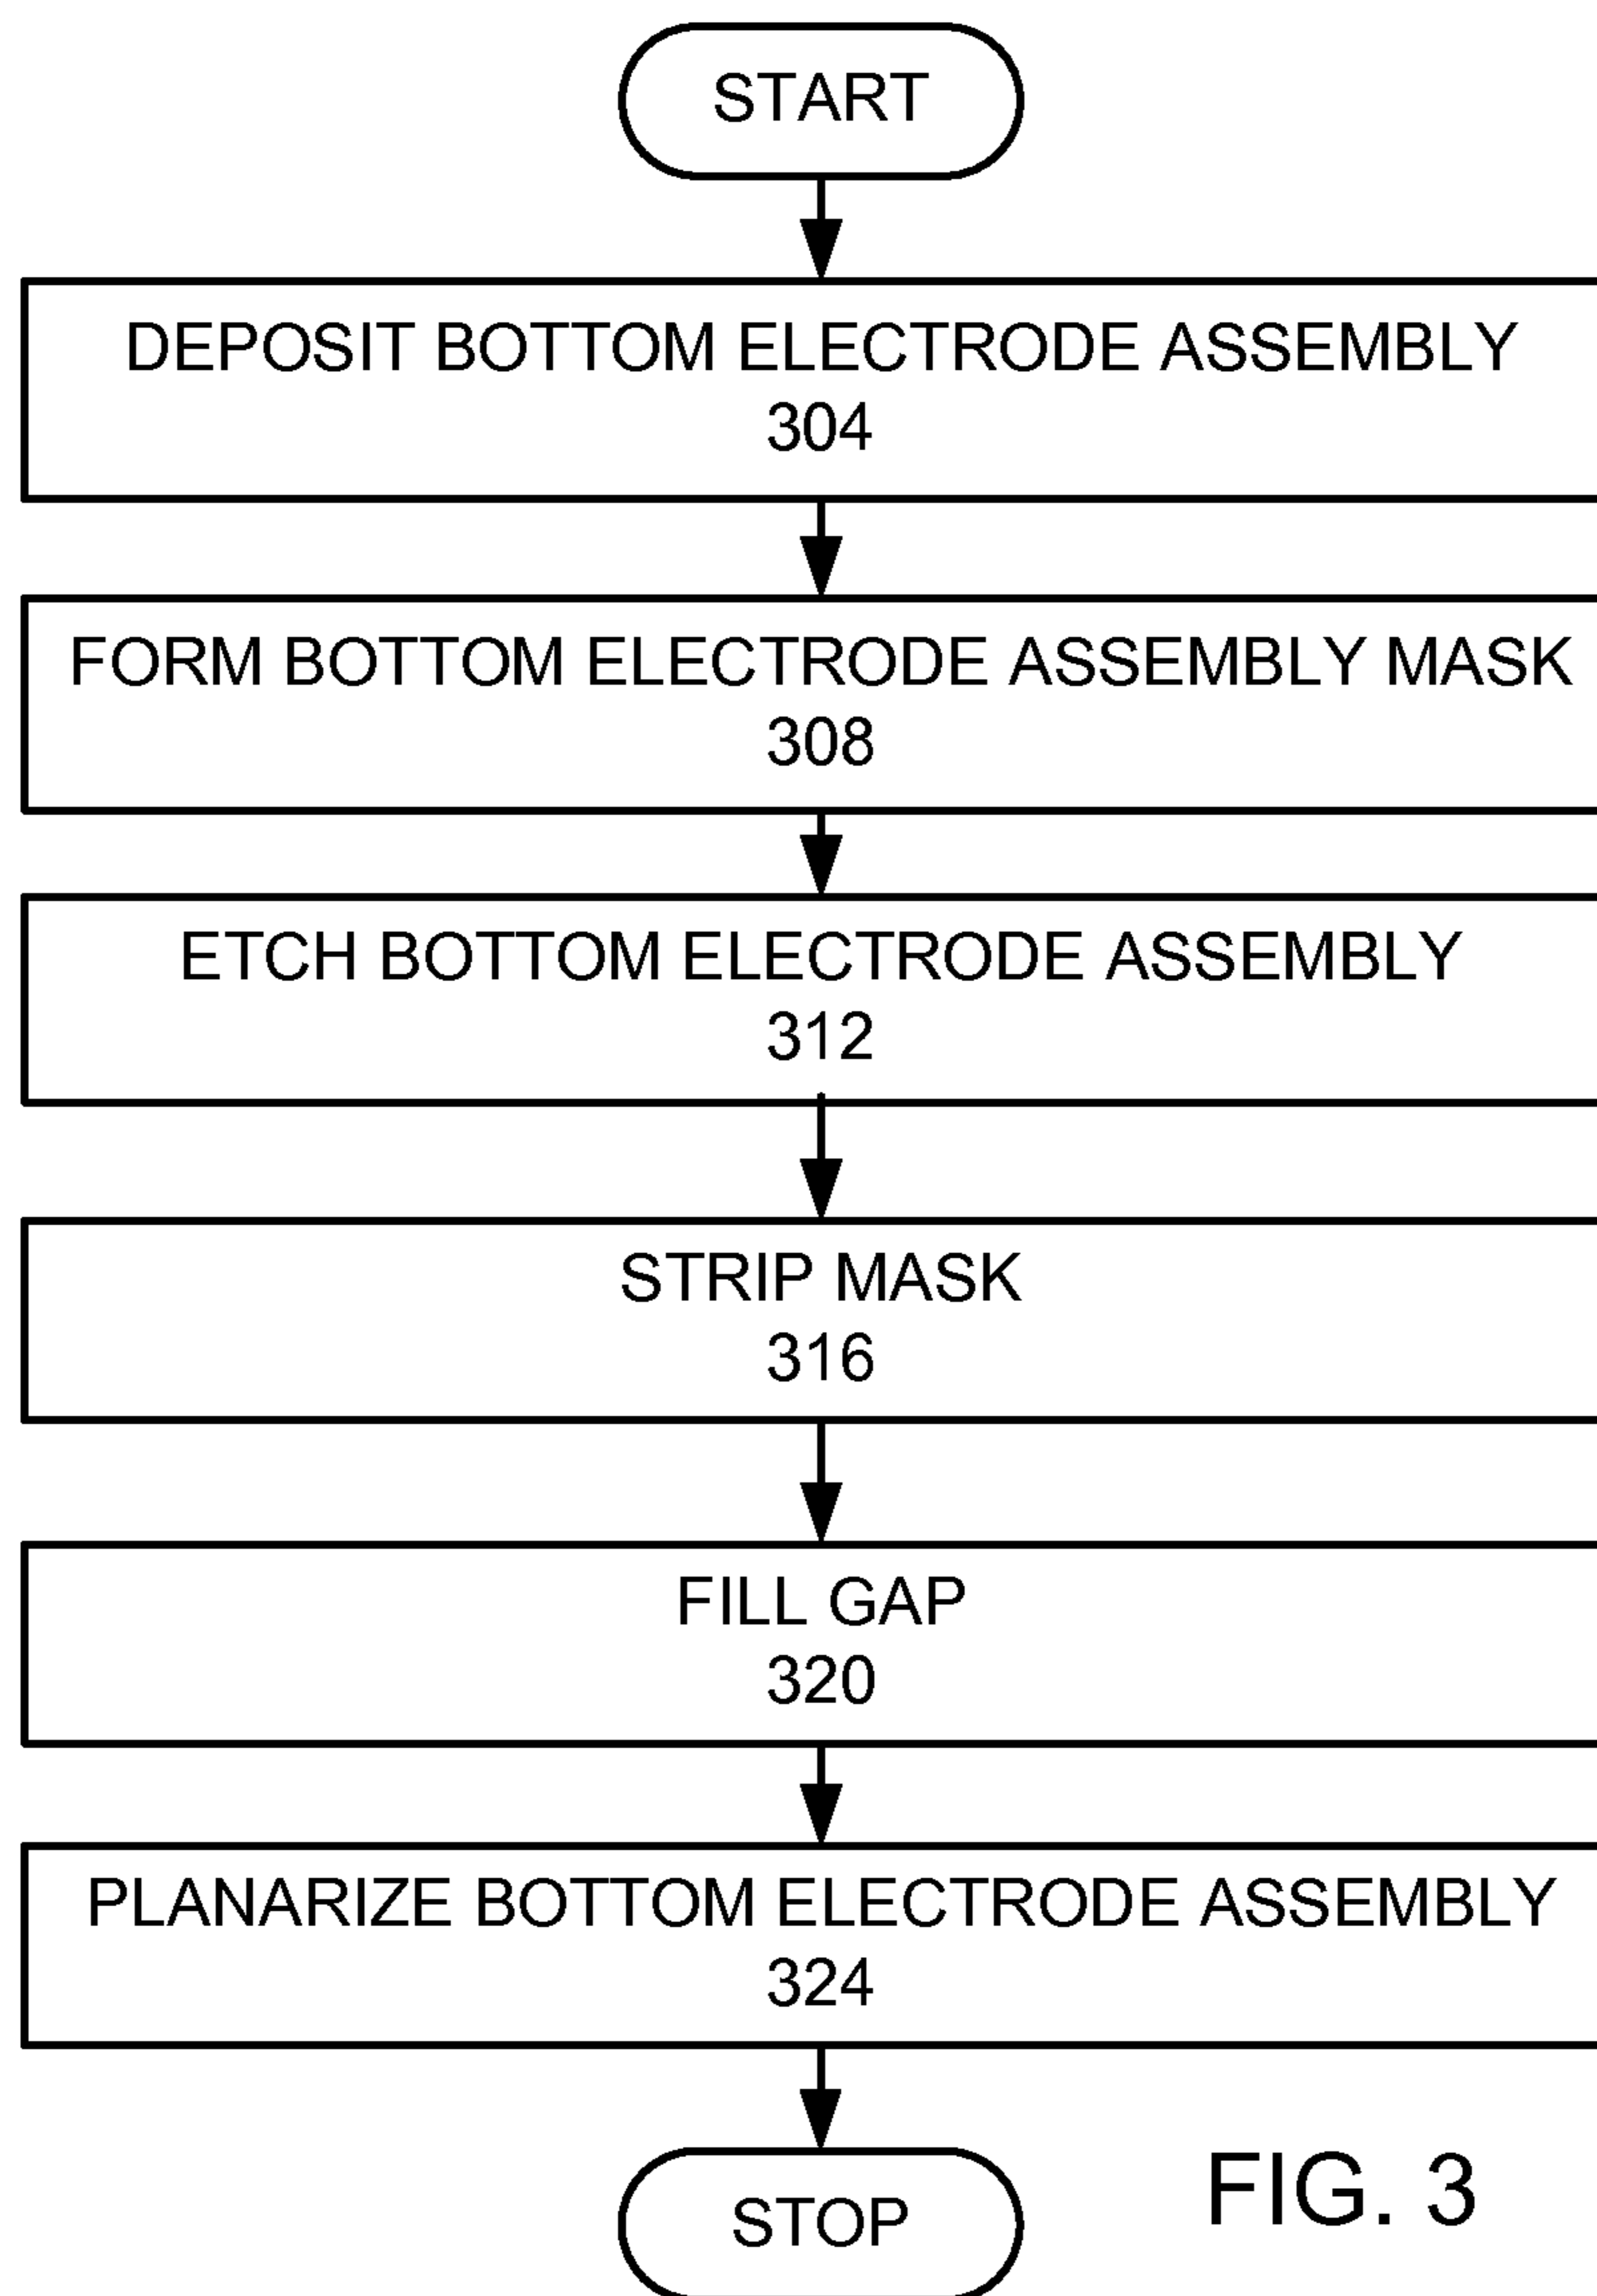 START
DEPOSIT BOTTOM ELECTRODE ASSEMBLY
304
FORM BOTTOM ELECTRODE ASSEMBLY MASK
308
ETCH BOTTOM ELECTRODE ASSEMBLY
312
STRIP MASK
316
FILL GAP
320
PLANARIZE BOTTOM ELECTRODE ASSEMBLY
324
STOP
FIG. 3